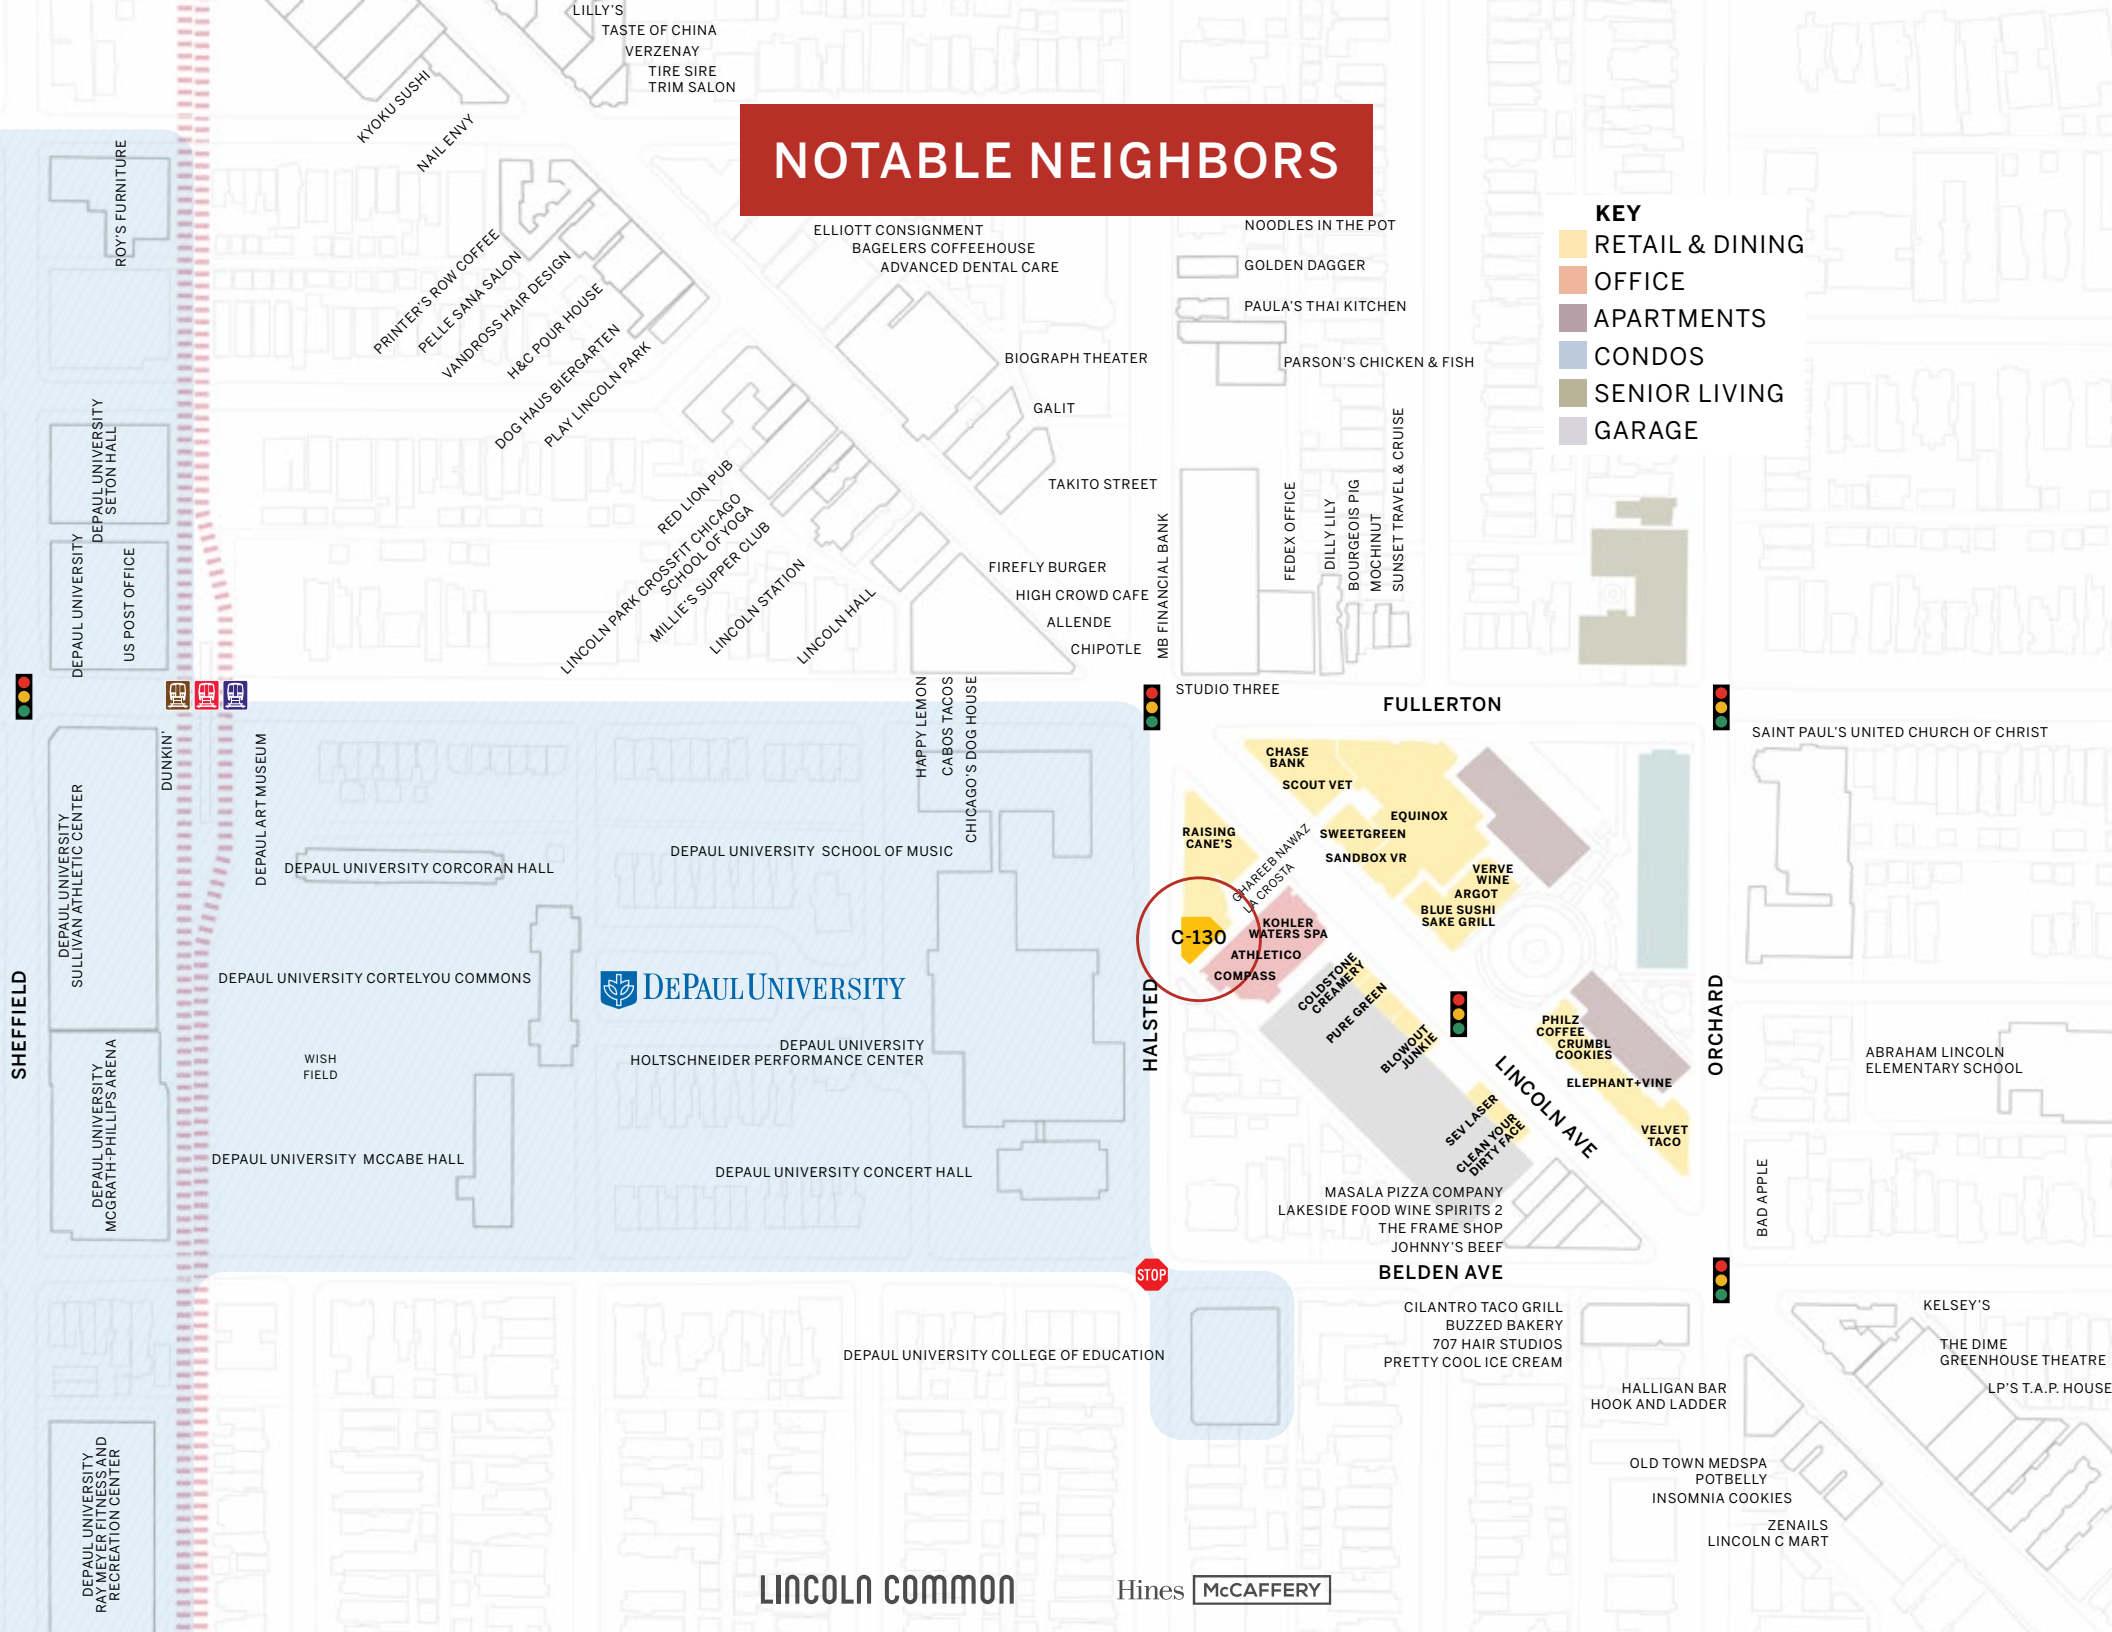 LILLY'S
TASTE OF CHINA
VERZENAY
TIRE SIRE
TRIM SALON
KYOKU SUSHI
NAIL ENVY
NOTABLE NEIGHBORS
ROY'S FURNITURE
PRINTER'S ROW COFFEE
PELLE SANA SALON
VANDROSS HAIR DESIGN
H&C POUR HOUSE
DOG HAUS BIERGARTEN
PLAY LINCOLN PARK
ELLIOTT CONSIGNMENT
BAGELERS COFFEEHOUSE
ADVANCED DENTAL CARE
NOODLES IN THE POT
GOLDEN DAGGER
PAULA'S THAI KITCHEN
PARSON'S CHICKEN & FISH
BIOGRAPH THEATER
GALIT
TAKITO STREET
KEY
RETAIL & DINING
OFFICE
APARTMENTS
CONDOS
SENIOR LIVING
GARAGE
DEPAUL UNIVERSITY
SETON HALL
DEPAUL UNIVERSITY
US POST OFFICE
RED LION PUB
LINCOLN PARK CROSSFIT CHICAGO
SCHOOL OF YOGA
MILLIE'S SUPPER CLUB
LINCOLN STATION
LINCOLN HALL
FIREFLY BURGER
HIGH CROWD CAFE
ALLENDE
CHIPOTLE
MB FINANCIAL BANK
FEDEX OFFICE
DILLY LILY
BOURGEOIS PIG
MOCHINUT
SUNSET TRAVEL & CRUISE
STUDIO THREE
FULLERTON
SAINT PAUL'S UNITED CHURCH OF CHRIST
DUNKIN'
DEPAUL ART MUSEUM
HAPPY LEMON
CABOS TACOS
CHICAGO'S DOG HOUSE
DEPAUL UNIVERSITY
SULLIVAN ATHLETIC CENTER
DEPAUL UNIVERSITY CORCORAN HALL
DEPAUL UNIVERSITY SCHOOL OF MUSIC
CHASE
BANK
SCOUT VET
EQUINOX
SWEETGREEN
SANDBOX VR
VERVE
WINE
ARGOT
BLUE SUSHI
SAKE GRILL
RAISING
CANE'S
GHAREEB NAWAZ
LA CROSTA
C-130
KOHLER
WATERS SPA
ATHLETICO
COMPASS
COLDSTONE
CREAMERY
PURE GREEN
BLOWOUT
JUNKIE
SEV LASER
CLEAN YOUR
DIRTY FACE
LINCOLN AVE
PHILZ
COFFEE
CRUMBL
COOKIES
ELEPHANT+VINE
VELVET
TACO
ORCHARD
HALSTED
SHEFFIELD
DEPAUL UNIVERSITY CORTELYOU COMMONS
DEPAUL UNIVERSITY
DEPAUL UNIVERSITY
HOLTSCHNEIDER PERFORMANCE CENTER
WISH
FIELD
DEPAUL UNIVERSITY
MCGRATH-PHILLIPS ARENA
DEPAUL UNIVERSITY MCCABE HALL
DEPAUL UNIVERSITY CONCERT HALL
ABRAHAM LINCOLN
ELEMENTARY SCHOOL
BAD APPLE
MASALA PIZZA COMPANY
LAKESIDE FOOD WINE SPIRITS 2
THE FRAME SHOP
JOHNNY'S BEEF
BELDEN AVE
STOP
CILANTRO TACO GRILL
BUZZED BAKERY
707 HAIR STUDIOS
PRETTY COOL ICE CREAM
DEPAUL UNIVERSITY COLLEGE OF EDUCATION
KELSEY'S
THE DIME
GREENHOUSE THEATRE
LP'S T.A.P. HOUSE
HALLIGAN BAR
HOOK AND LADDER
OLD TOWN MEDSPA
POTBELLY
INSOMNIA COOKIES
ZENAILS
LINCOLN C MART
DEPAUL UNIVERSITY
RAY MEYER FITNESS AND
RECREATION CENTER
LINCOLN COMMON
Hines McCAFFERY